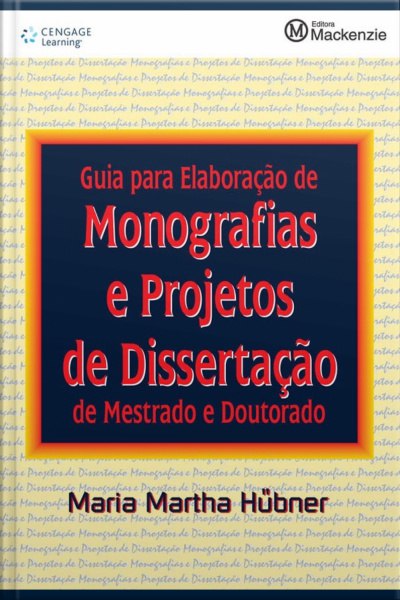 CENGAGE
Learning
Editora
Mackenzie
Guia para Elaboração de
Monografias
e Projetos
de Dissertação
de Mestrado e Doutorado
Maria Martha Hübner